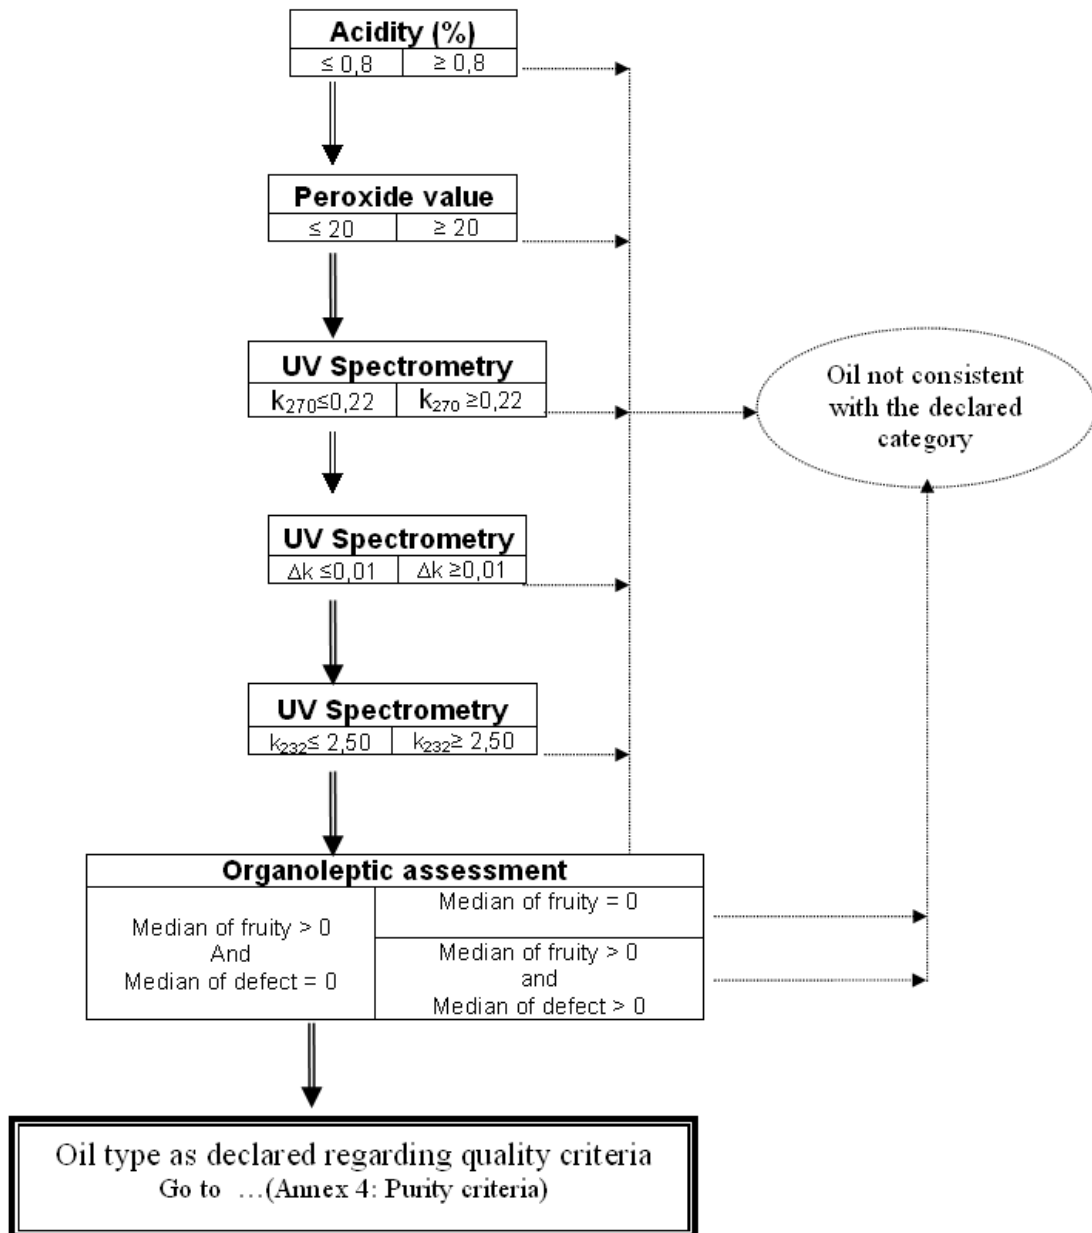 Acidity (%)
≤ 0,8 ≥ 0,8
Peroxide value
≤ 20 ≥ 20
UV Spectrometry
k₂₇₀≤0,22 k₂₇₀ ≥0,22
Oil not consistent
with the declared
category
UV Spectrometry
Δk ≤0,01 Δk ≥0,01
UV Spectrometry
k₂₃₂≤ 2,50 k₂₃₂≥ 2,50
Organoleptic assessment
Median of fruity > 0
And
Median of defect = 0
Median of fruity = 0
Median of fruity > 0
and
Median of defect > 0
Oil type as declared regarding quality criteria
Go to …(Annex 4: Purity criteria)